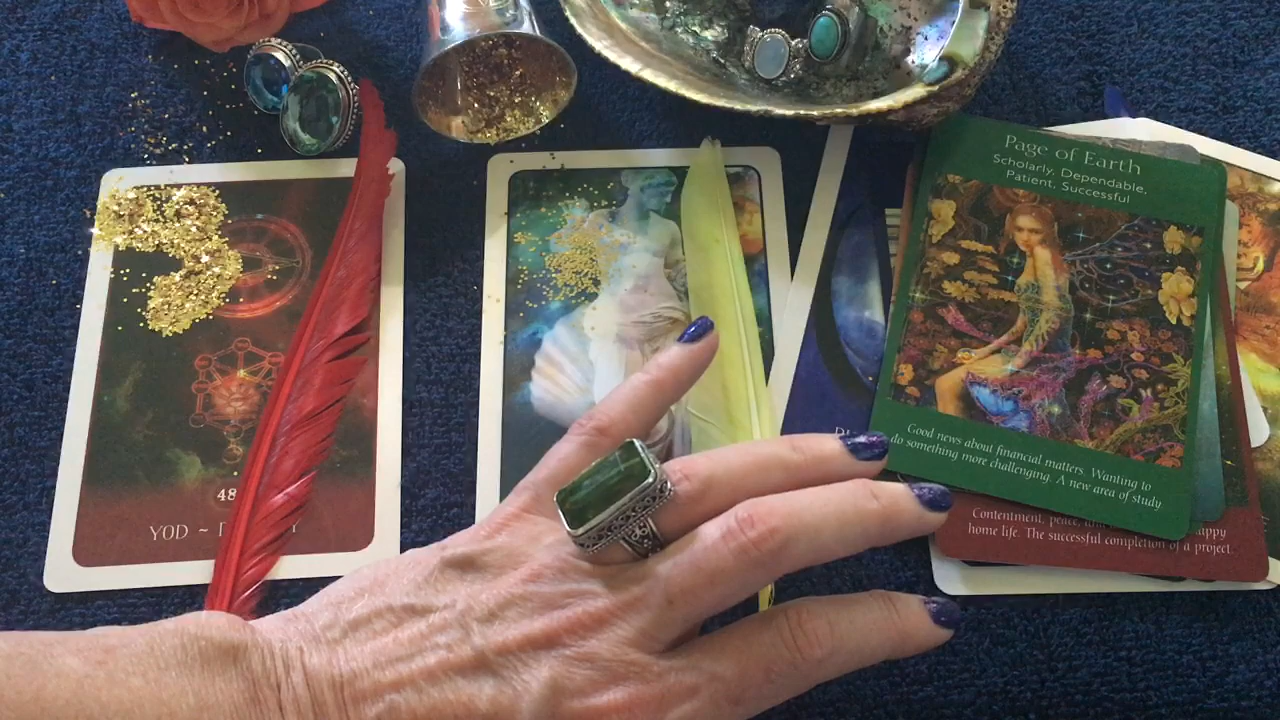 48
YOD ~
Page of Earth
Scholarly, Dependable,
Patient, Successful
Good news about financial matters. Wanting to
do something more challenging. A new area of study
Contentment, peace,
home life. The successful completion of a project.